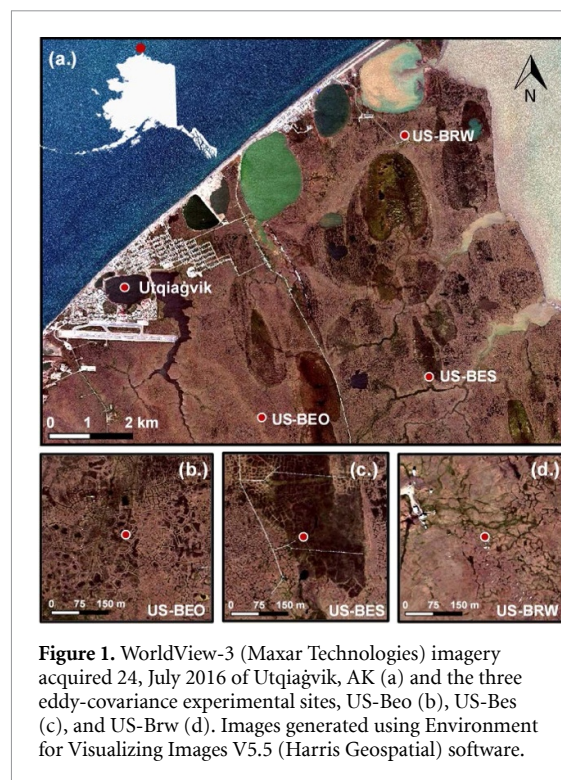 (a.)
N
US-BRW
Utqiaġvik
US-BES
0 1 2 km
US-BEO
(b.)
(c.)
(d.)
0 75 150 m
US-BEO
0 75 150 m
US-BES
0 75 150 m
US-BRW
Figure 1. WorldView-3 (Maxar Technologies) imagery
acquired 24, July 2016 of Utqiaġvik, AK (a) and the three
eddy-covariance experimental sites, US-Beo (b), US-Bes
(c), and US-Brw (d). Images generated using Environment
for Visualizing Images V5.5 (Harris Geospatial) software.